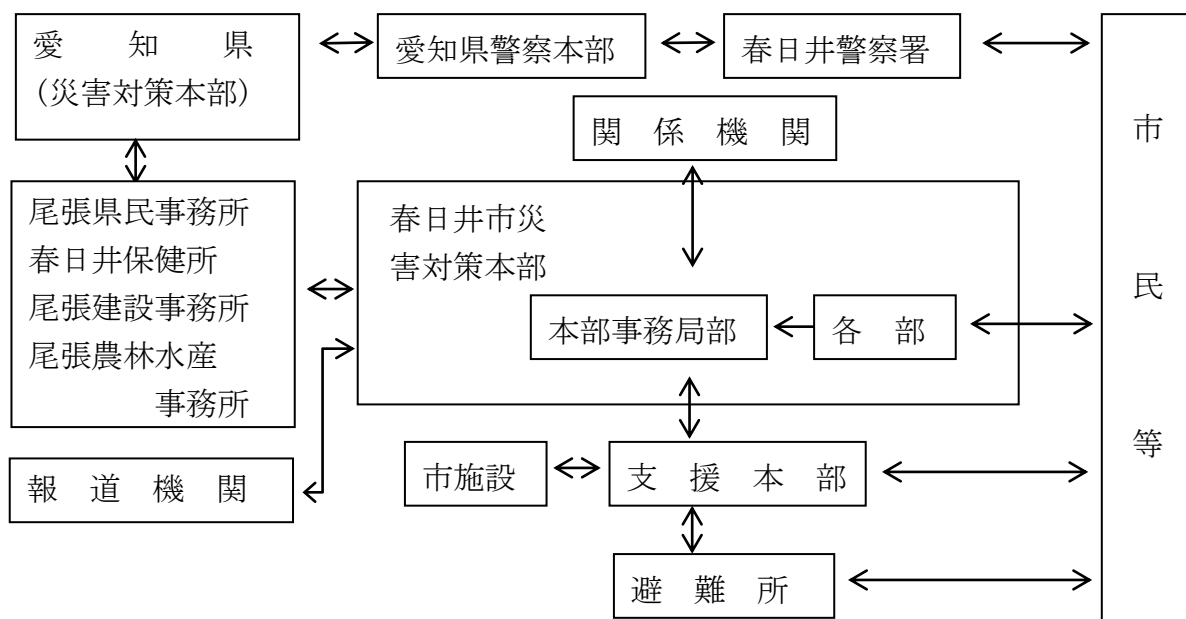 愛知県
(災害対策本部)
愛知県警察本部
春日井警察署
関係機関
市民等
尾張県民事務所
春日井保健所
尾張建設事務所
尾張農林水産
事務所
春日井市災
害対策本部
本部事務局部
各部
報道機関
市施設
支援本部
避難所